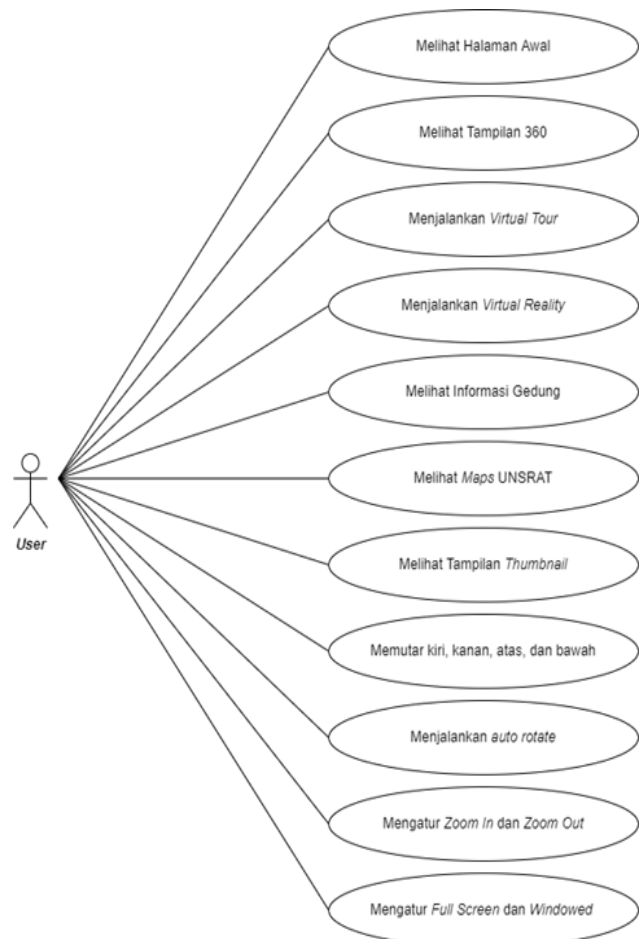 Melihat Halaman Awal
Melihat Tampilan 360
Menjalankan Virtual Tour
Menjalankan Virtual Reality
Melihat Informasi Gedung
Melihat Maps UNSRAT
User
Melihat Tampilan Thumbnail
Memutar kiri, kanan, atas, dan bawah
Menjalankan auto rotate
Mengatur Zoom In dan Zoom Out
Mengatur Full Screen dan Windowed